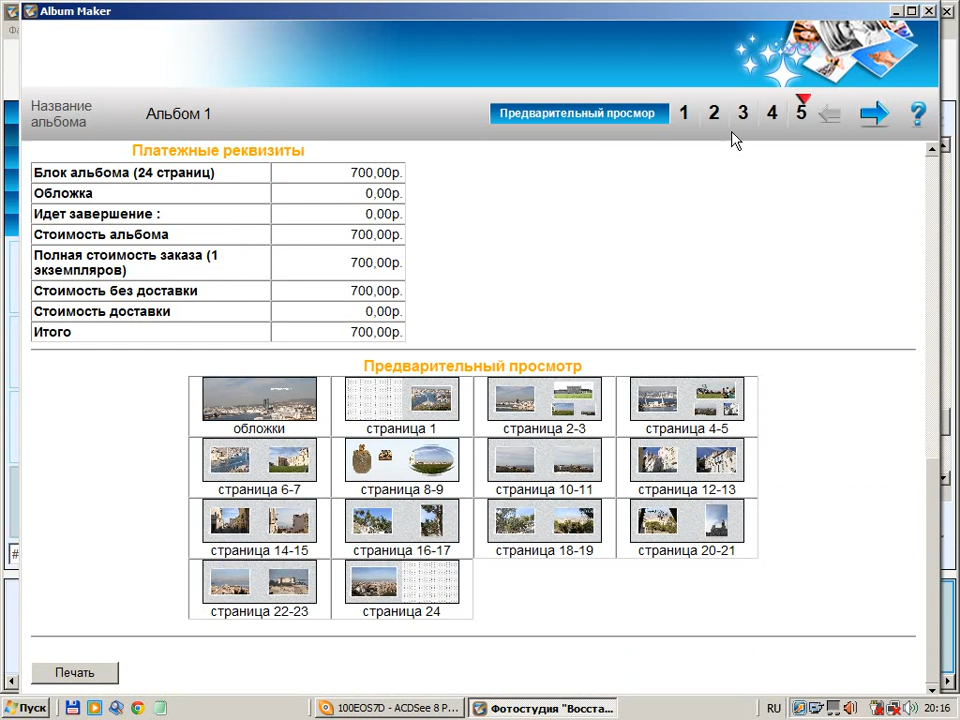 Album Maker
Название альбома
Альбом 1
Предварительный просмор
1 2 3 4 5
Платежные реквизиты
Блок альбома (24 страниц) 700,00р.
Обложка 0,00р.
Идет завершение : 0,00р.
Стоимость альбома 700,00р.
Полная стоимость заказа (1 экземпляров) 700,00р.
Стоимость без доставки 700,00р.
Стоимость доставки 0,00р.
Итого 700,00р.
Предварительный просмотр
обложки страница 1 страница 2-3 страница 4-5
страница 6-7 страница 8-9 страница 10-11 страница 12-13
страница 14-15 страница 16-17 страница 18-19 страница 20-21
страница 22-23 страница 24
Печать
Пуск 100EOS7D - ACDSee 8 P... Фотостудия "Восста... RU 20:16